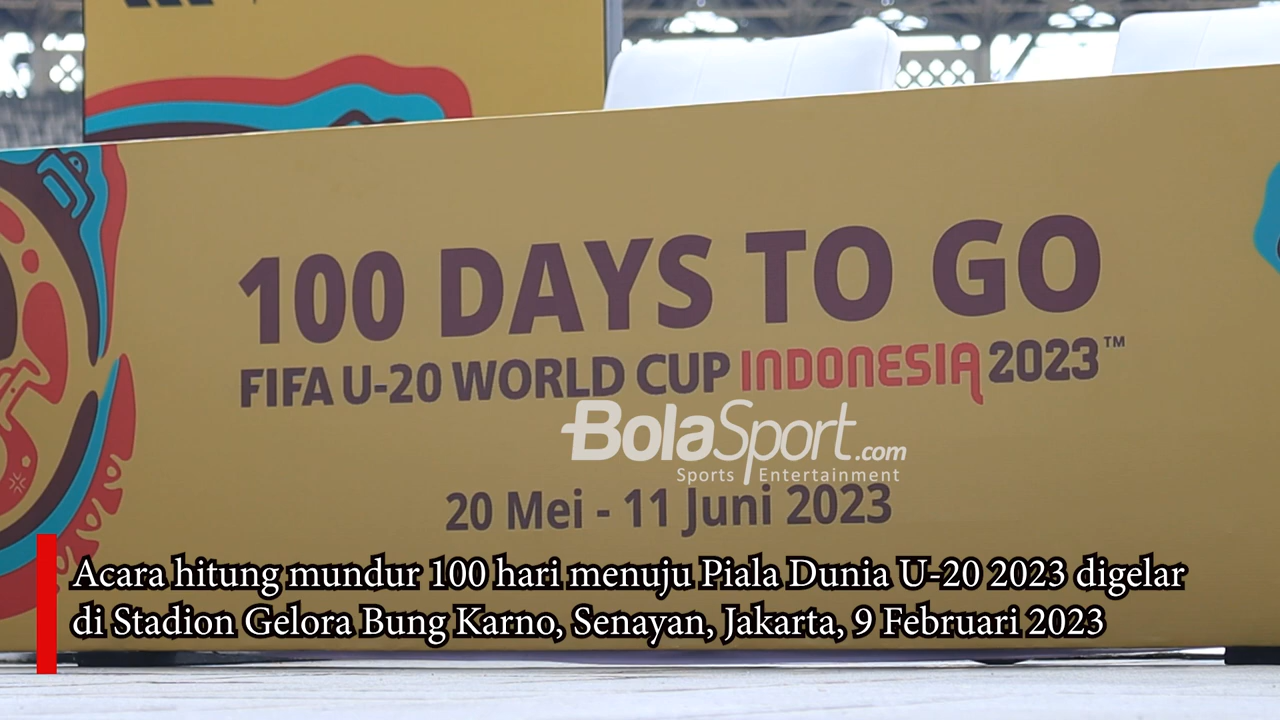 100 DAYS TO GO
FIFA U-20 WORLD CUP INDONESIA 2023™
BolaSport.com
Sports Entertainment
20 Mei - 11 Juni 2023
Acara hitung mundur 100 hari menuju Piala Dunia U-20 2023 digelar
di Stadion Gelora Bung Karno, Senayan, Jakarta, 9 Februari 2023